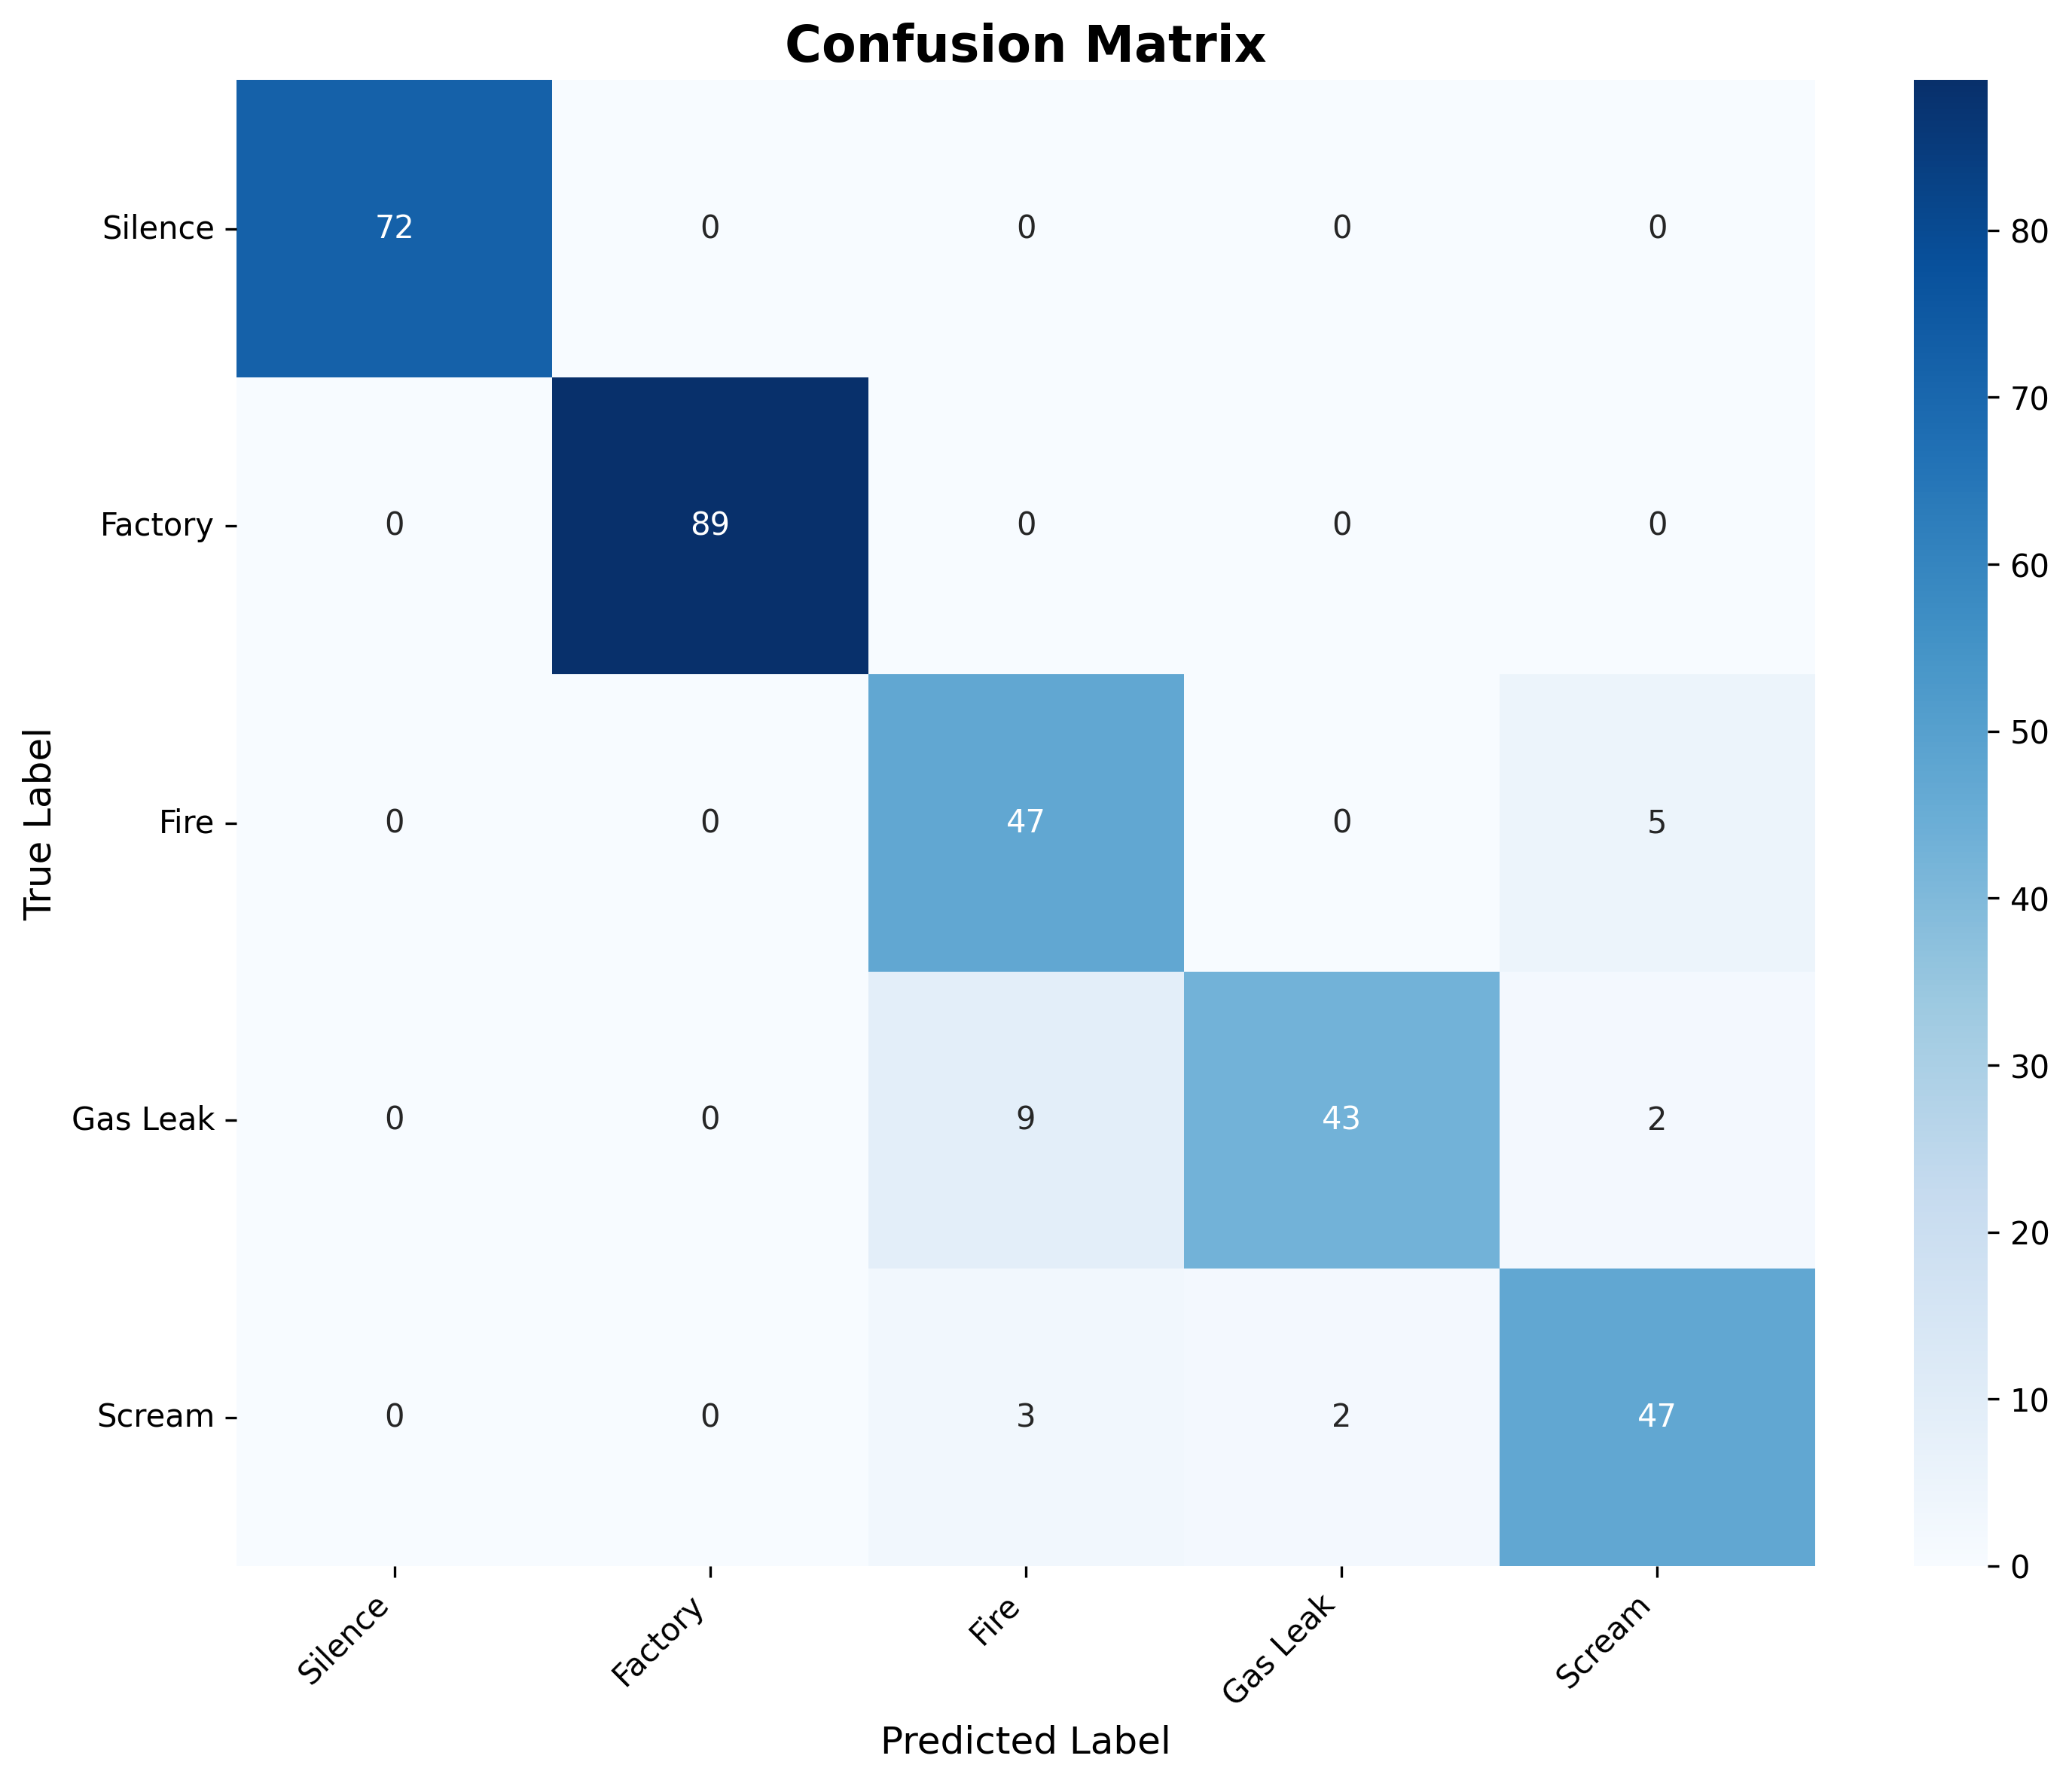 Confusion Matrix
Silence 72 0 0 0 0
Factory 0 89 0 0 0
Fire 0 0 47 0 5
Gas Leak 0 0 9 43 2
Scream 0 0 3 2 47
True Label
Silence Factory Fire Gas Leak Scream
Predicted Label
80
70
60
50
40
30
20
10
0